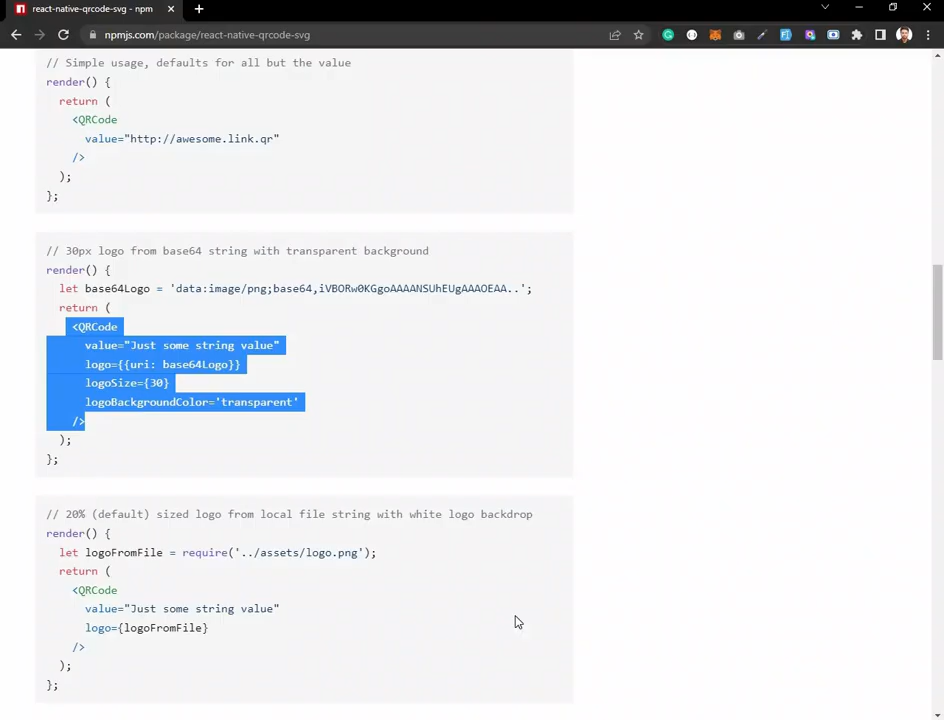 react-native-qrcode-svg - npm
npmjs.com/package/react-native-qrcode-svg
// Simple usage, defaults for all but the value
render() {
return (
<QRCode
value="http://awesome.link.qr"
/>
);
};
// 30px logo from base64 string with transparent background
render() {
let base64Logo = 'data:image/png;base64,iVBORw0KGgoAAAANSUhEUgAAAOEAA..';
return (
<QRCode
value="Just some string value"
logo={{uri: base64Logo}}
logoSize={30}
logoBackgroundColor='transparent'
/>
);
};
// 20% (default) sized logo from local file string with white logo backdrop
render() {
let logoFromFile = require('../assets/logo.png');
return (
<QRCode
value="Just some string value"
logo={logoFromFile}
/>
);
};